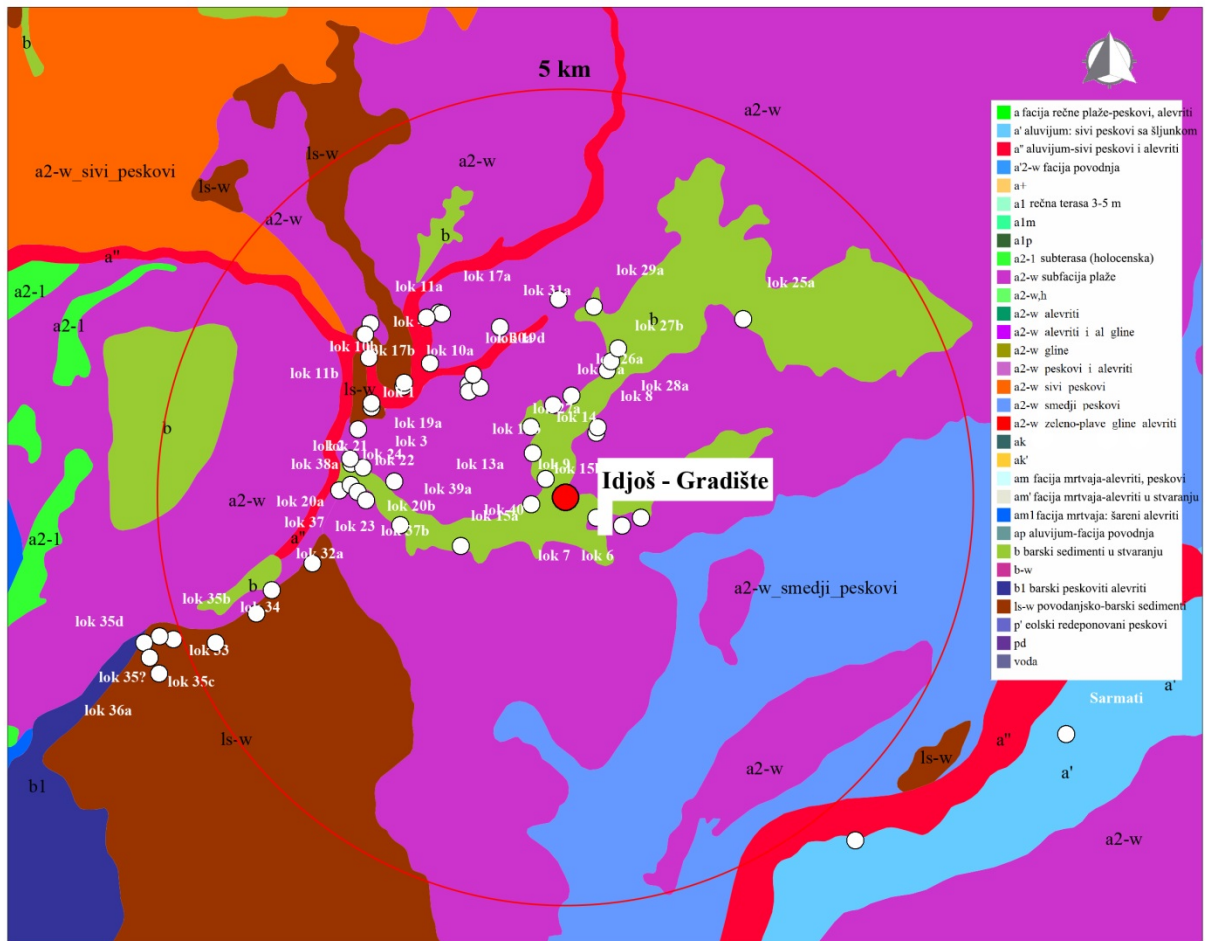 b
5 km
a2-w
ls-w
a2-w
a2-w_sivi_peskovi
ls-w
a2-w
b
a"
a2-1
lok 17a
lok 29a
lok 11a
lok 25a
lok 31a
a2-1
b
lok 27b
lok 10b
lok 17b
lok 10a
lok 11b
lok 26a
ls-w
lok 1
lok 28a
lok 8
lok 19a
lok 14
b
lok 3
lok 21
lok 24
lok 38a
lok 22
lok 13a
lok 9
Idjoš - Gradište
a2-w
lok 20a
lok 39a
lok 20b
lok 40
lok 15a
lok 37
lok 23
lok 37b
a2-1
a"
lok 32a
lok 7
lok 6
a2-w_smedji_peskovi
b
lok 35b
lok 34
lok 35d
lok 33
lok 35?
lok 35c
lok 36a
ls-w
b1
a2-w
ls-w
a"
a'
a'
Sarmati
a2-w
a facija rečne plaže-peskovi, alevriti
a' aluvijum: sivi peskovi sa šljunkom
a" aluvijum-sivi peskovi i alevriti
a'2-w facija povodnja
a+
a1 rečna terasa 3-5 m
a1m
a1p
a2-1 subterasa (holocenska)
a2-w subfacija plaže
a2-w,h
a2-w alevriti
a2-w alevriti i al gline
a2-w gline
a2-w peskovi i alevriti
a2-w sivi peskovi
a2-w smedji peskovi
a2-w zeleno-plave gline alevriti
ak
ak'
am facija mrtvaja-alevriti, peskovi
am' facija mrtvaja-alevriti u stvaranju
am1 facija mrtvaja: šareni alevriti
ap aluvijum-facija povodnja
b barski sedimenti u stvaranju
b-w
b1 barski peskoviti alevriti
ls-w povodanjsko-barski sedimenti
p' eolski redeponovani peskovi
pd
voda